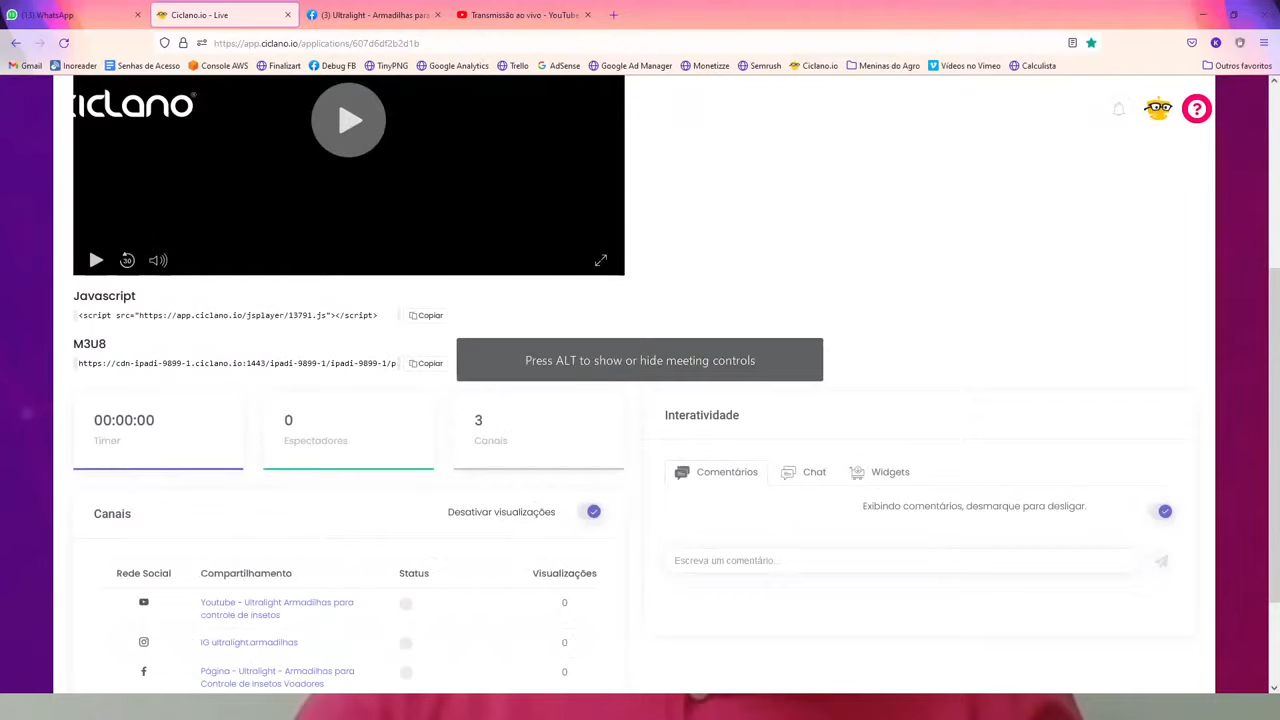 (13) WhatsApp
Ciclano.io - Live
(3) Ultralight - Armadilhas para
Transmissão ao vivo - YouTube
https://app.ciclano.io/applications/607d6df2b2d1b
Gmail
Inoreader
Senhas de Acesso
Console AWS
Finalizart
Debug FB
TinyPNG
Google Analytics
Trello
AdSense
Google Ad Manager
Monetizze
Semrush
Ciclano.io
Meninas do Agro
Vídeos no Vimeo
Calculista
Outros favoritos
ciclano
30
Javascript
<script src="https://app.ciclano.io/jsplayer/13791.js"></script>
Copiar
M3U8
https://cdn-ipadi-9899-1.ciclano.io:1443/ipadi-9899-1/ipadi-9899-1/p
Copiar
Press ALT to show or hide meeting controls
00:00:00
Timer
0
Espectadores
3
Canais
Interatividade
Comentários
Chat
Widgets
Exibindo comentários, desmarque para desligar.
Escreva um comentário...
Canais
Desativar visualizações
Rede Social
Compartilhamento
Status
Visualizações
Youtube - Ultralight Armadilhas para
controle de insetos
0
IG ultralight.armadilhas
0
Página - Ultralight - Armadilhas para
Controle de Insetos Voadores
0